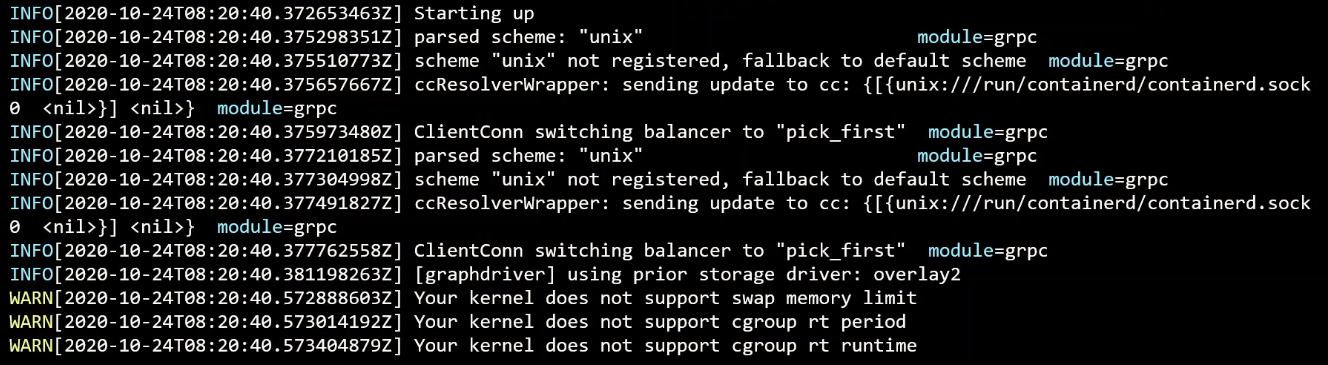 INFO[2020-10-24T08:20:40.372653463Z] Starting up
INFO[2020-10-24T08:20:40.375298351Z] parsed scheme: "unix" module=grpc
INFO[2020-10-24T08:20:40.375510773Z] scheme "unix" not registered, fallback to default scheme module=grpc
INFO[2020-10-24T08:20:40.375657667Z] ccResolverWrapper: sending update to cc: {[{unix:///run/containerd/containerd.sock
0 <nil>}] <nil>} module=grpc
INFO[2020-10-24T08:20:40.375973480Z] ClientConn switching balancer to "pick_first" module=grpc
INFO[2020-10-24T08:20:40.377210185Z] parsed scheme: "unix" module=grpc
INFO[2020-10-24T08:20:40.377304998Z] scheme "unix" not registered, fallback to default scheme module=grpc
INFO[2020-10-24T08:20:40.377491827Z] ccResolverWrapper: sending update to cc: {[{unix:///run/containerd/containerd.sock
0 <nil>}] <nil>} module=grpc
INFO[2020-10-24T08:20:40.377762558Z] ClientConn switching balancer to "pick_first" module=grpc
INFO[2020-10-24T08:20:40.381198263Z] [graphdriver] using prior storage driver: overlay2
WARN[2020-10-24T08:20:40.572888603Z] Your kernel does not support swap memory limit
WARN[2020-10-24T08:20:40.573014192Z] Your kernel does not support cgroup rt period
WARN[2020-10-24T08:20:40.573404879Z] Your kernel does not support cgroup rt runtime